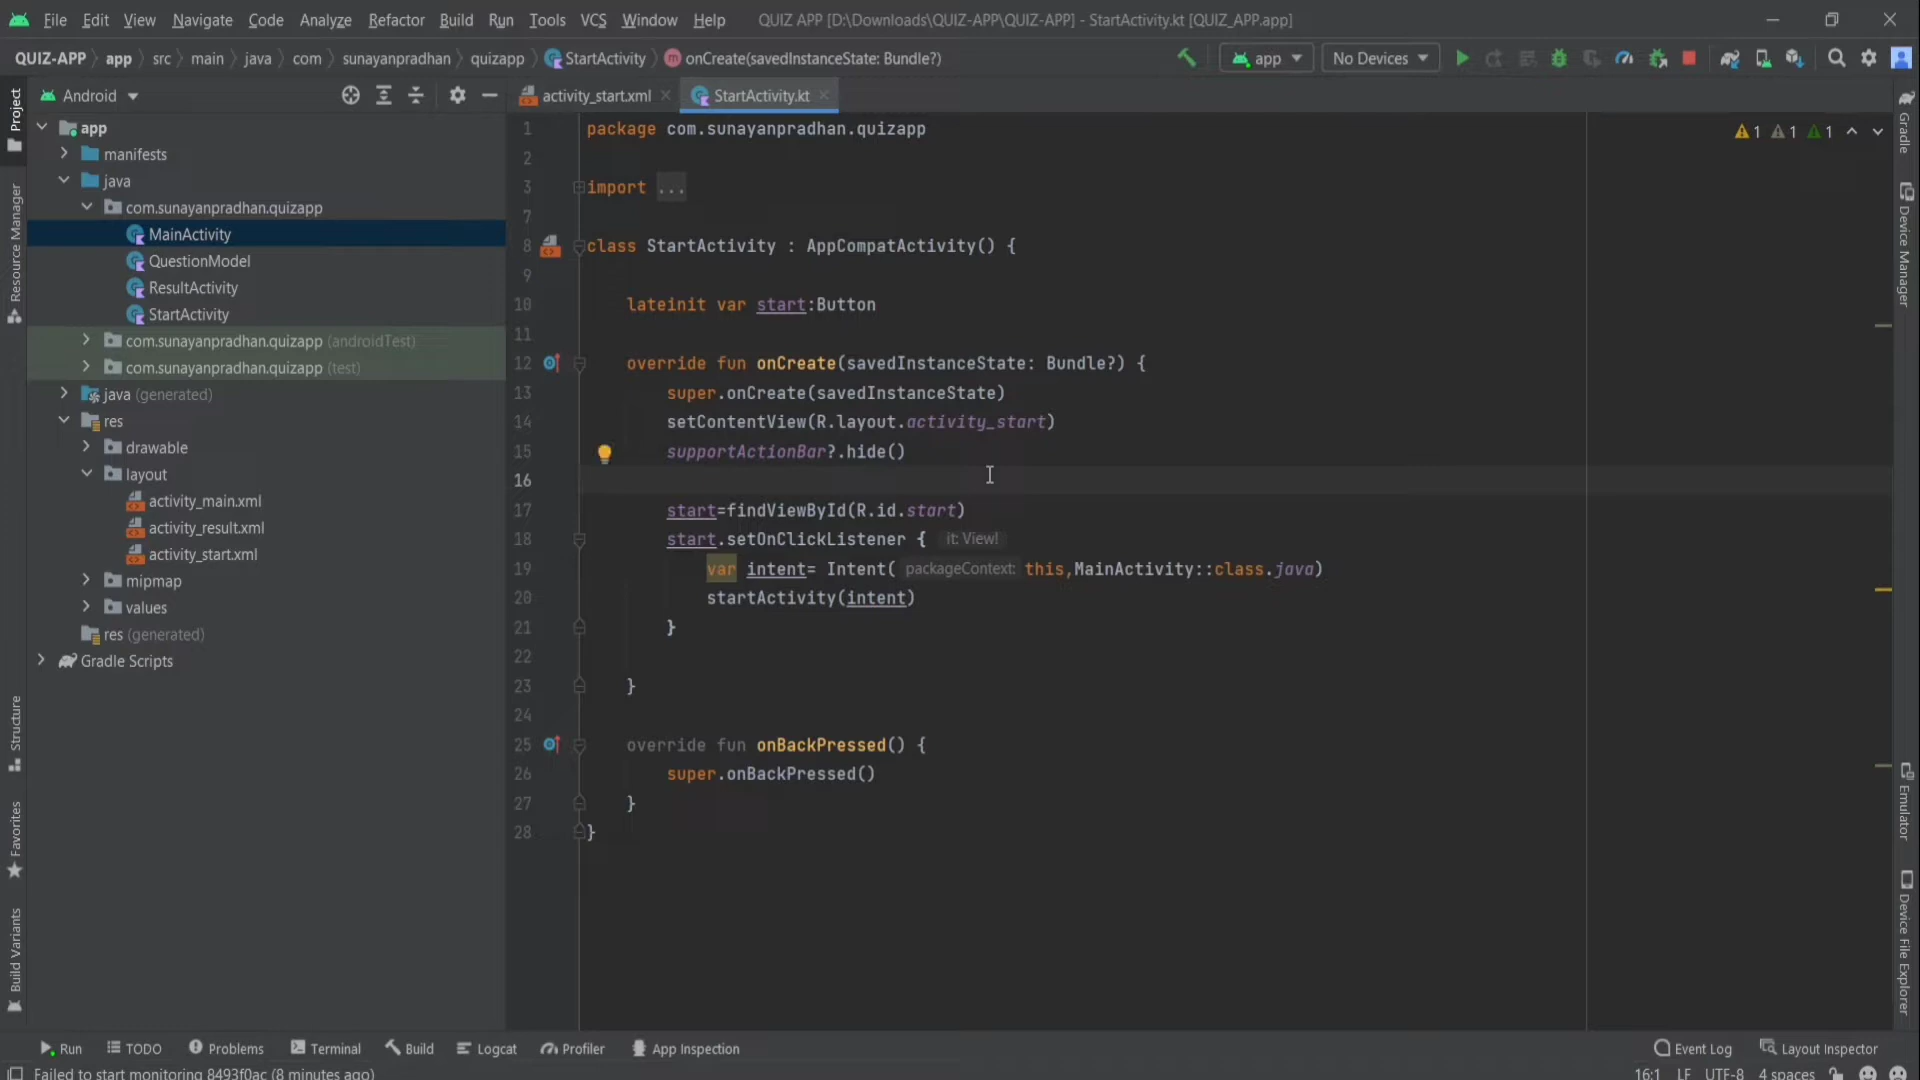 File Edit View Navigate Code Analyze Refactor Build Run Tools VCS Window Help QUIZ APP [D:\Downloads\QUIZ-APP\QUIZ-APP] - StartActivity.kt [QUIZ_APP.app]
QUIZ-APP app src main java com sunayanpradhan quizapp StartActivity onCreate(savedInstanceState: Bundle?) app No Devices
Android
activity_start.xml
StartActivity.kt
Project
Resource Manager
Structure
Favorites
Build Variants
app
manifests
java
com.sunayanpradhan.quizapp
MainActivity
QuestionModel
ResultActivity
StartActivity
com.sunayanpradhan.quizapp (androidTest)
com.sunayanpradhan.quizapp (test)
java (generated)
res
drawable
layout
activity_main.xml
activity_result.xml
activity_start.xml
mipmap
values
res (generated)
Gradle Scripts
1 package com.sunayanpradhan.quizapp
2
3 import ...
7
8 class StartActivity : AppCompatActivity() {
9
10 lateinit var start:Button
11
12 override fun onCreate(savedInstanceState: Bundle?) {
13 super.onCreate(savedInstanceState)
14 setContentView(R.layout.activity_start)
15 supportActionBar?.hide()
16
17 start=findViewById(R.id.start)
18 start.setOnClickListener { it: View!
19 var intent= Intent( packageContext: this,MainActivity::class.java)
20 startActivity(intent)
21 }
22
23 }
24
25 override fun onBackPressed() {
26 super.onBackPressed()
27 }
28 }
1 1 1
Gradle
Device Manager
Emulator
Device File Explorer
Run TODO Problems Terminal Build Logcat Profiler App Inspection Event Log Layout Inspector
Failed to start monitoring 8493f0ac (8 minutes ago) 16:1 LF UTF-8 4 spaces